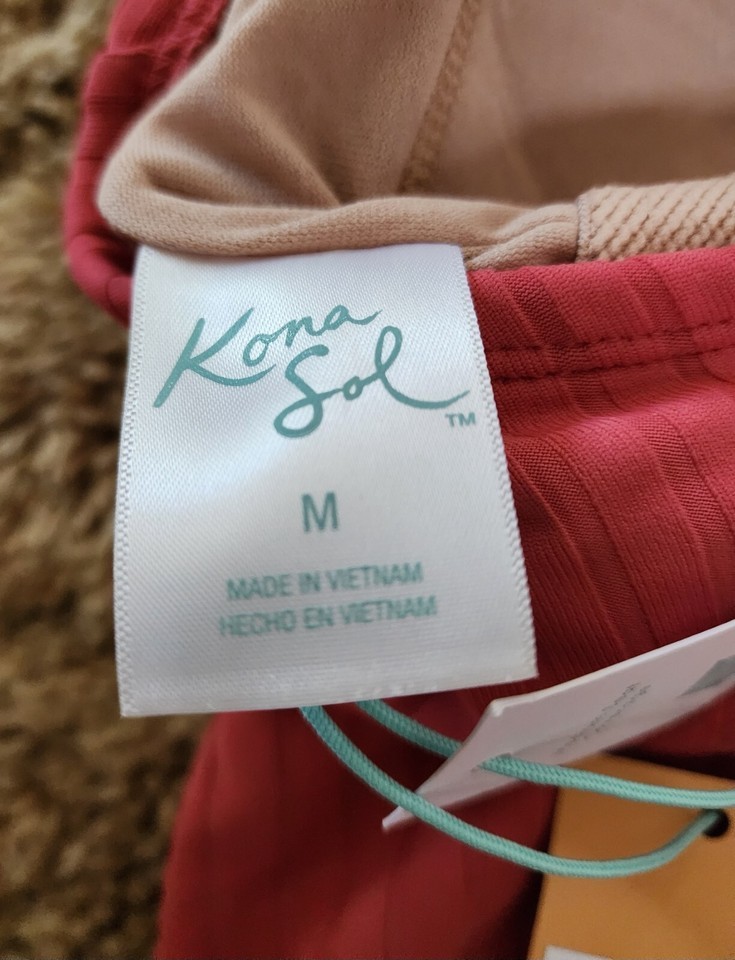 Kona
Sol
TM
M
MADE IN VIETNAM
HECHO EN VIETNAM